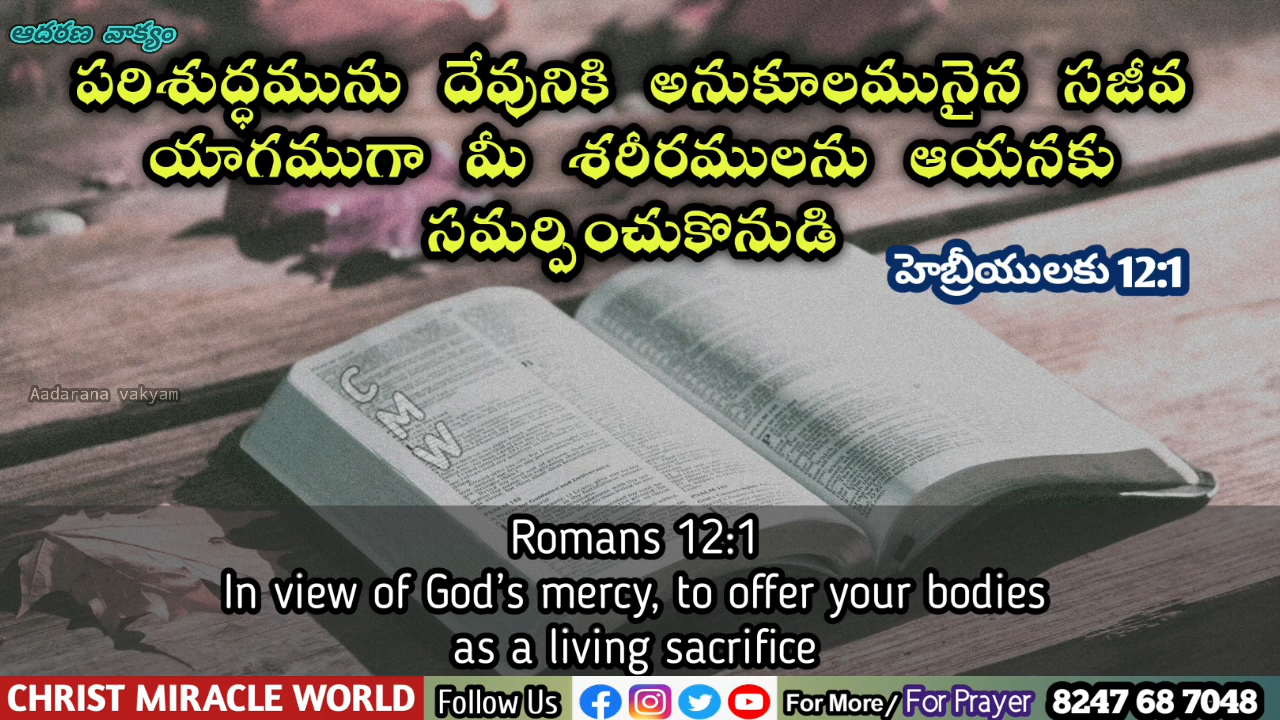 ఆదరణ వాక్యం
పరిశుద్ధమును దేవునికి అనుకూలమునైన సజీవ
యాగముగా మీ శరీరములను ఆయనకు
సమర్పించుకొనుడి
హెబ్రీయులకు 12:1
Aadarana vakyam
CMW
Romans 12:1
In view of God's mercy, to offer your bodies
as a living sacrifice
CHRIST MIRACLE WORLD Follow Us For More/ For Prayer 8247 68 7048